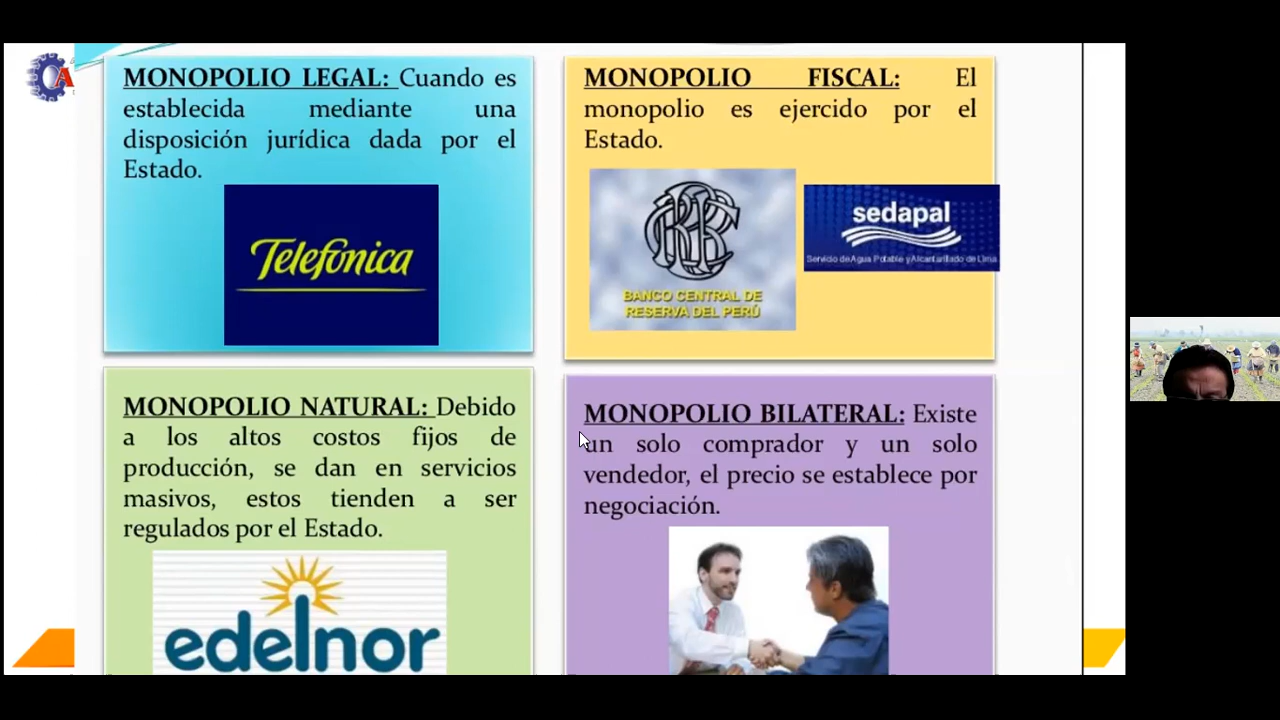 A
MONOPOLIO LEGAL: Cuando es
establecida mediante una
disposición jurídica dada por el
Estado.
Telefónica
MONOPOLIO FISCAL: El
monopolio es ejercido por el
Estado.
BANCO CENTRAL DE
RESERVA DEL PERÚ
sedapal
Servicio de Agua Potable y Alcantarillado de Lima
MONOPOLIO NATURAL: Debido
a los altos costos fijos de
producción, se dan en servicios
masivos, estos tienden a ser
regulados por el Estado.
edelnor
MONOPOLIO BILATERAL: Existe
un solo comprador y un solo
vendedor, el precio se establece por
negociación.